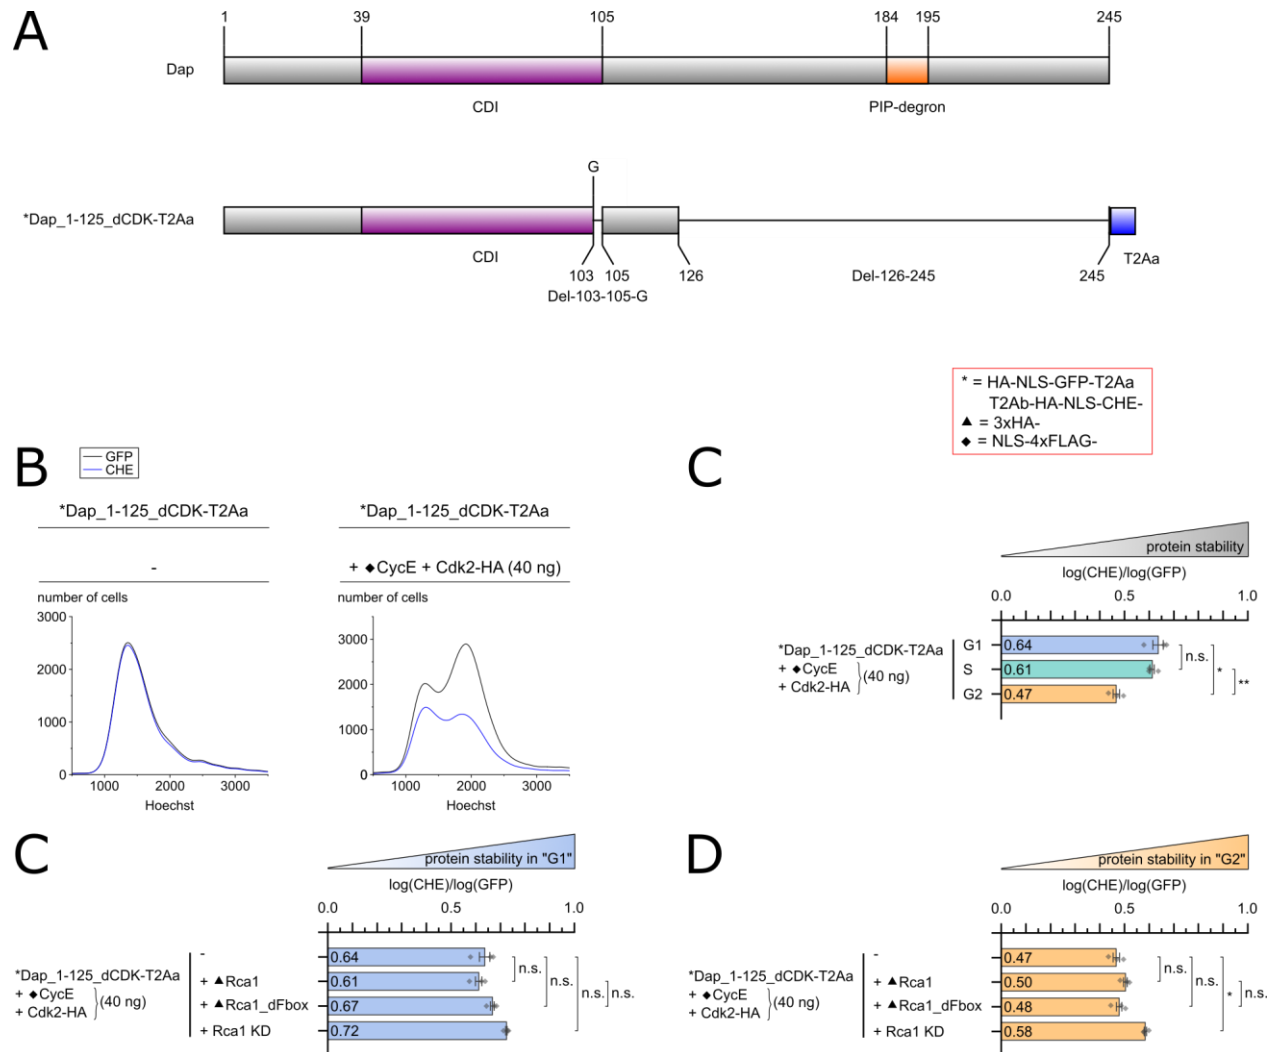 A
1 39 105 184 195 245
Dap
CDI PIP-degron
G
*Dap_1-125_dCDK-T2Aa
CDI T2Aa
103 105 126 Del-126-245 245
Del-103-105-G
* = HA-NLS-GFP-T2Aa
T2Ab-HA-NLS-CHE-
▲ = 3xHA-
◆ = NLS-4xFLAG-
B
GFP
CHE
*Dap_1-125_dCDK-T2Aa
-
number of cells
3000
2000
1000
0
1000 2000 3000
Hoechst
*Dap_1-125_dCDK-T2Aa
+ ◆CycE + Cdk2-HA (40 ng)
number of cells
3000
2000
1000
0
1000 2000 3000
Hoechst
C
protein stability
log(CHE)/log(GFP)
0.0 0.5 1.0
*Dap_1-125_dCDK-T2Aa
+ ◆CycE
+ Cdk2-HA
(40 ng)
G1 0.64
S 0.61
G2 0.47
n.s. * **
C
protein stability in "G1"
log(CHE)/log(GFP)
0.0 0.5 1.0
*Dap_1-125_dCDK-T2Aa
+ ◆CycE
+ Cdk2-HA
(40 ng)
- 0.64
+ ▲Rca1 0.61
+ ▲Rca1_dFbox 0.67
+ Rca1 KD 0.72
n.s. n.s. n.s. n.s.
D
protein stability in "G2"
log(CHE)/log(GFP)
0.0 0.5 1.0
*Dap_1-125_dCDK-T2Aa
+ ◆CycE
+ Cdk2-HA
(40 ng)
- 0.47
+ ▲Rca1 0.50
+ ▲Rca1_dFbox 0.48
+ Rca1 KD 0.58
n.s. n.s. * n.s.